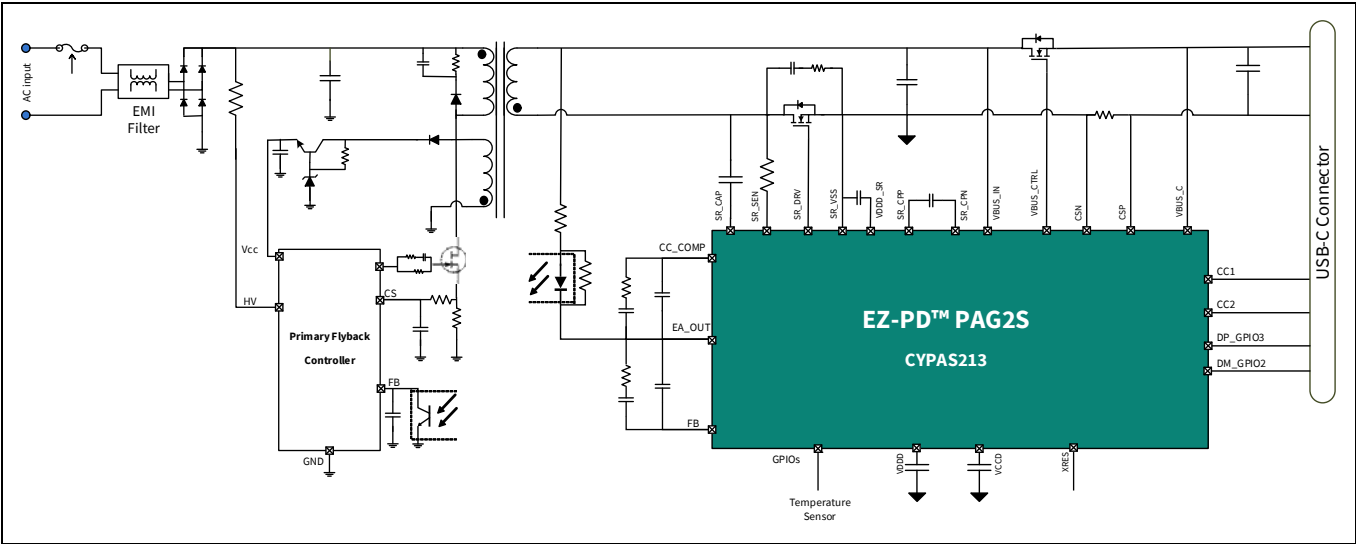 AC input
EMI
Filter
Vcc
HV
Primary Flyback
Controller
CS
FB
GND
SR_CAP
SR_SEN
SR_DRV
SR_VSS
VDDD_SR
SR_CPP
SR_CPN
VBUS_IN
VBUS_CTRL
CSN
CSP
VBUS_C
CC_COMP
EA_OUT
FB
EZ-PD™ PAG2S
CYPAS213
CC1
CC2
DP_GPIO3
DM_GPIO2
USB-C Connector
GPIOs
VDDD
VCCD
XRES
Temperature
Sensor